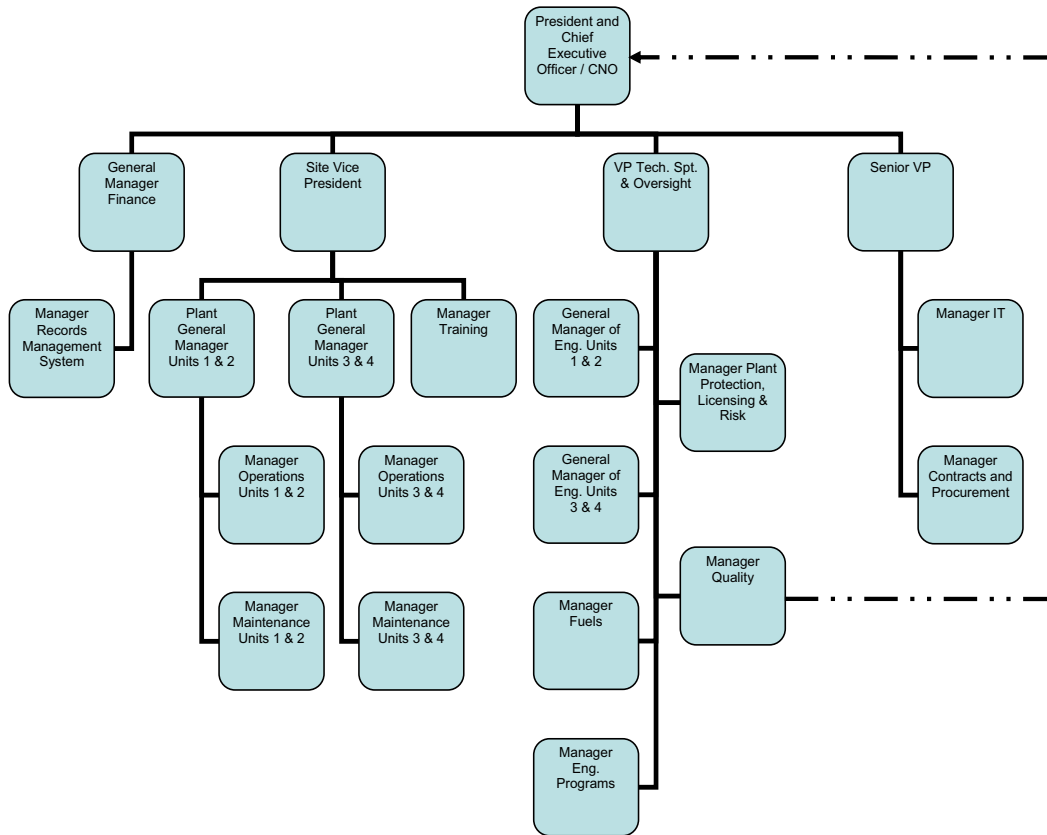 President and
Chief
Executive
Officer / CNO
General
Manager
Finance
Site Vice
President
VP Tech. Spt.
& Oversight
Senior VP
Manager
Records
Management
System
Plant
General
Manager
Units 1 & 2
Plant
General
Manager
Units 3 & 4
Manager
Training
General
Manager of
Eng. Units
1 & 2
Manager IT
Manager Plant
Protection,
Licensing &
Risk
Manager
Operations
Units 1 & 2
Manager
Operations
Units 3 & 4
General
Manager of
Eng. Units
3 & 4
Manager
Contracts and
Procurement
Manager
Quality
Manager
Maintenance
Units 1 & 2
Manager
Maintenance
Units 3 & 4
Manager
Fuels
Manager
Eng.
Programs